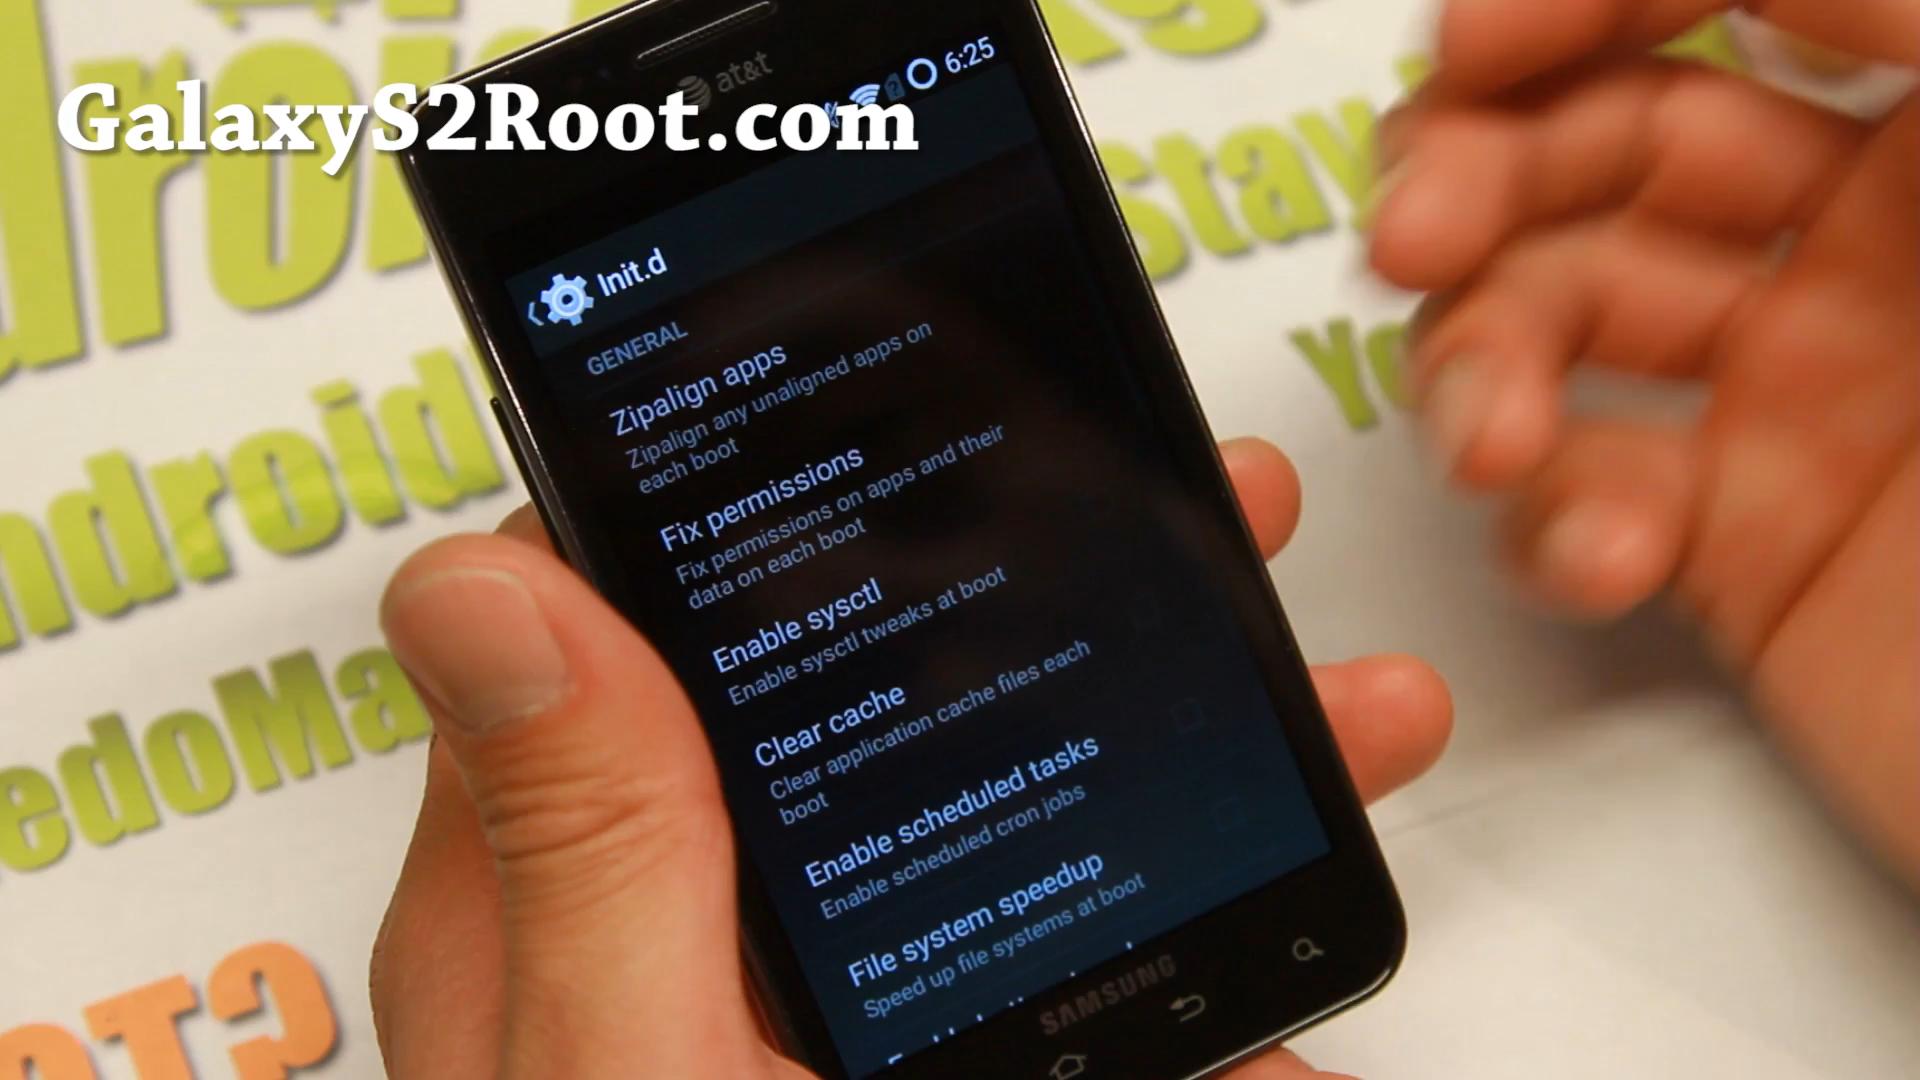 GalaxyS2Root.com
at&t
6:25
Init.d
GENERAL
Zipalign apps
Zipalign any unaligned apps on
each boot
Fix permissions
Fix permissions on apps and their
data on each boot
Enable sysctl
Enable sysctl tweaks at boot
Clear cache
Clear application cache files each
boot
Enable scheduled tasks
Enable scheduled cron jobs
File system speedup
Speed up file systems at boot
SAMSUNG
stay